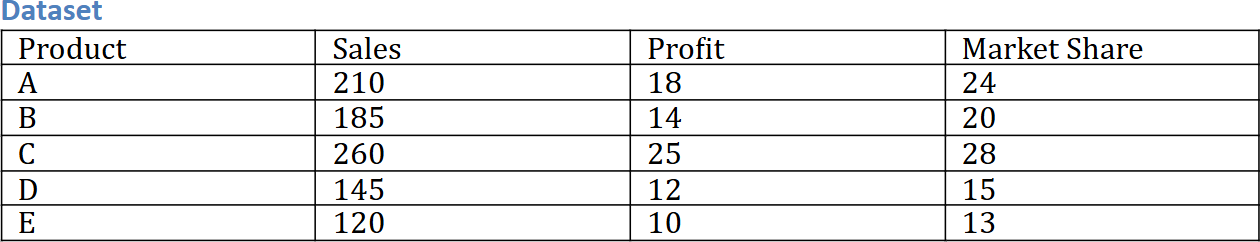 Dataset
Product Sales Profit Market Share
A 210 18 24
B 185 14 20
C 260 25 28
D 145 12 15
E 120 10 13